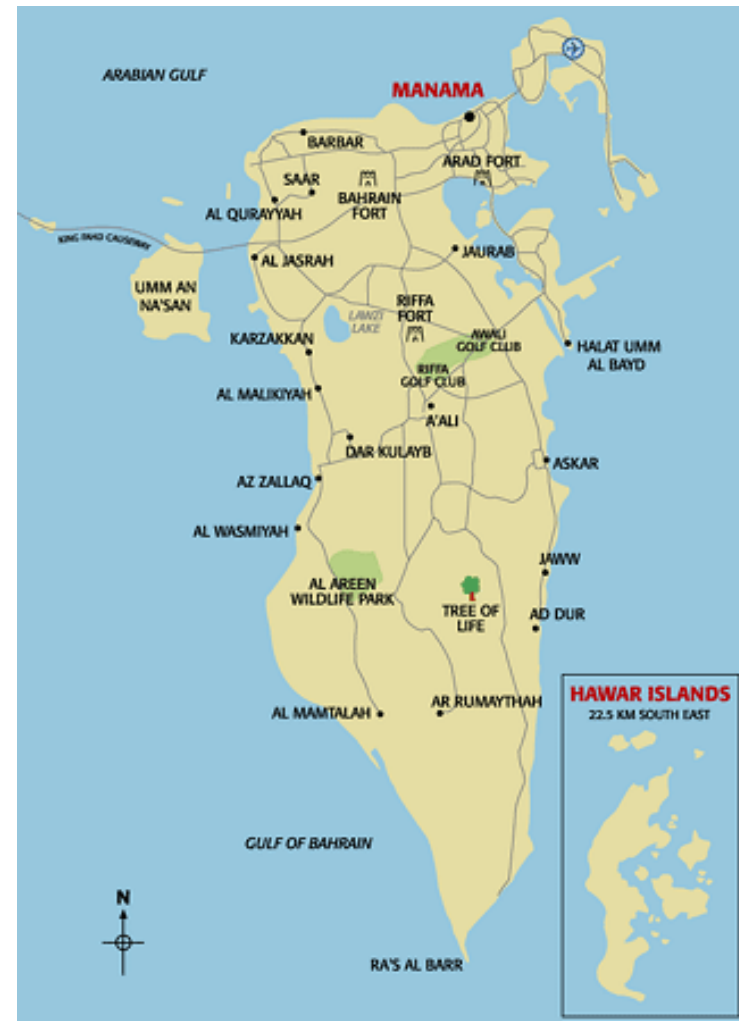 ARABIAN GULF
MANAMA
BARBAR
ARAD FORT
SAAR
BAHRAIN
FORT
AL QURAYYAH
KING FAHD CAUSEWAY
JAURAB
AL JASRAH
UMM AN
NA'SAN
RIFFA
FORT
LAWZI
LAKE
KARZAKKAN
AWALI
GOLF CLUB
HALAT UMM
AL BAYD
RIFFA
GOLF CLUB
AL MALIKIYAH
A'ALI
DAR KULAYB
ASKAR
AZ ZALLAQ
AL WASMIYAH
JAWW
AL AREEN
WILDLIFE PARK
TREE OF
LIFE
AD DUR
AL MAMTALAH
AR RUMAYTHAH
HAWAR ISLANDS
22.5 KM SOUTH EAST
GULF OF BAHRAIN
N
RA'S AL BARR